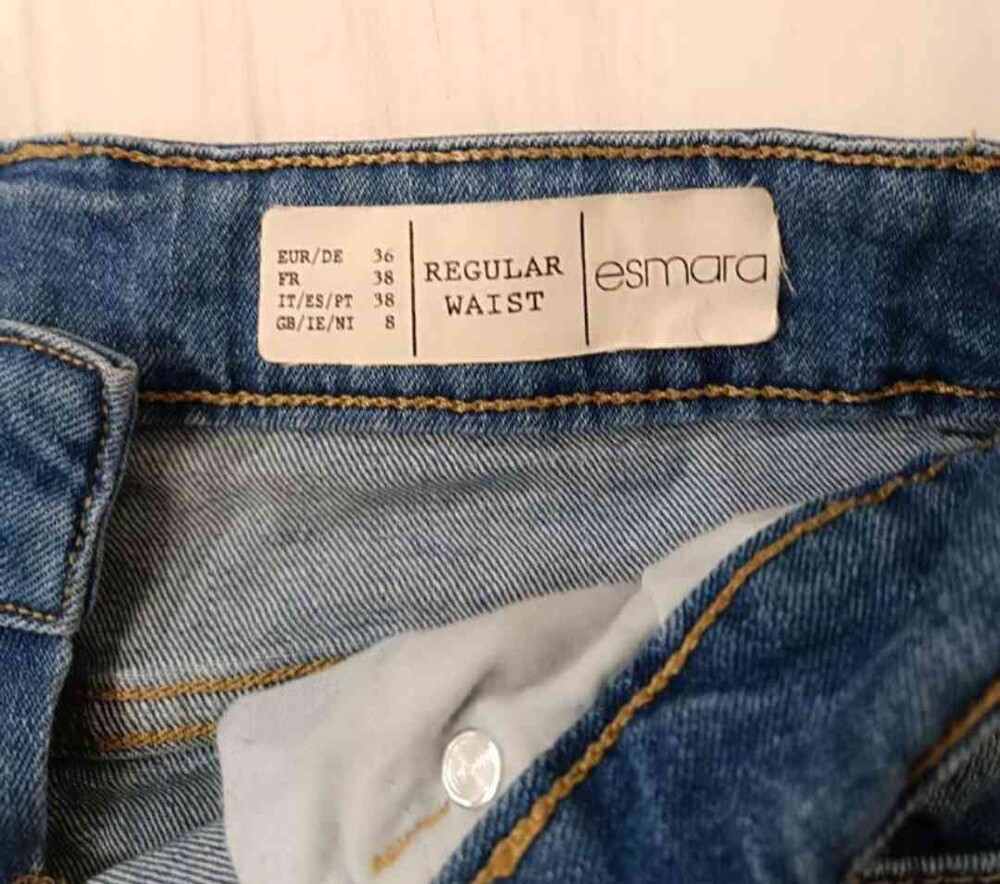 EUR/DE 36
FR 38
IT/ES/PT 38
GB/IE/NI 8
REGULAR
WAIST
esmara